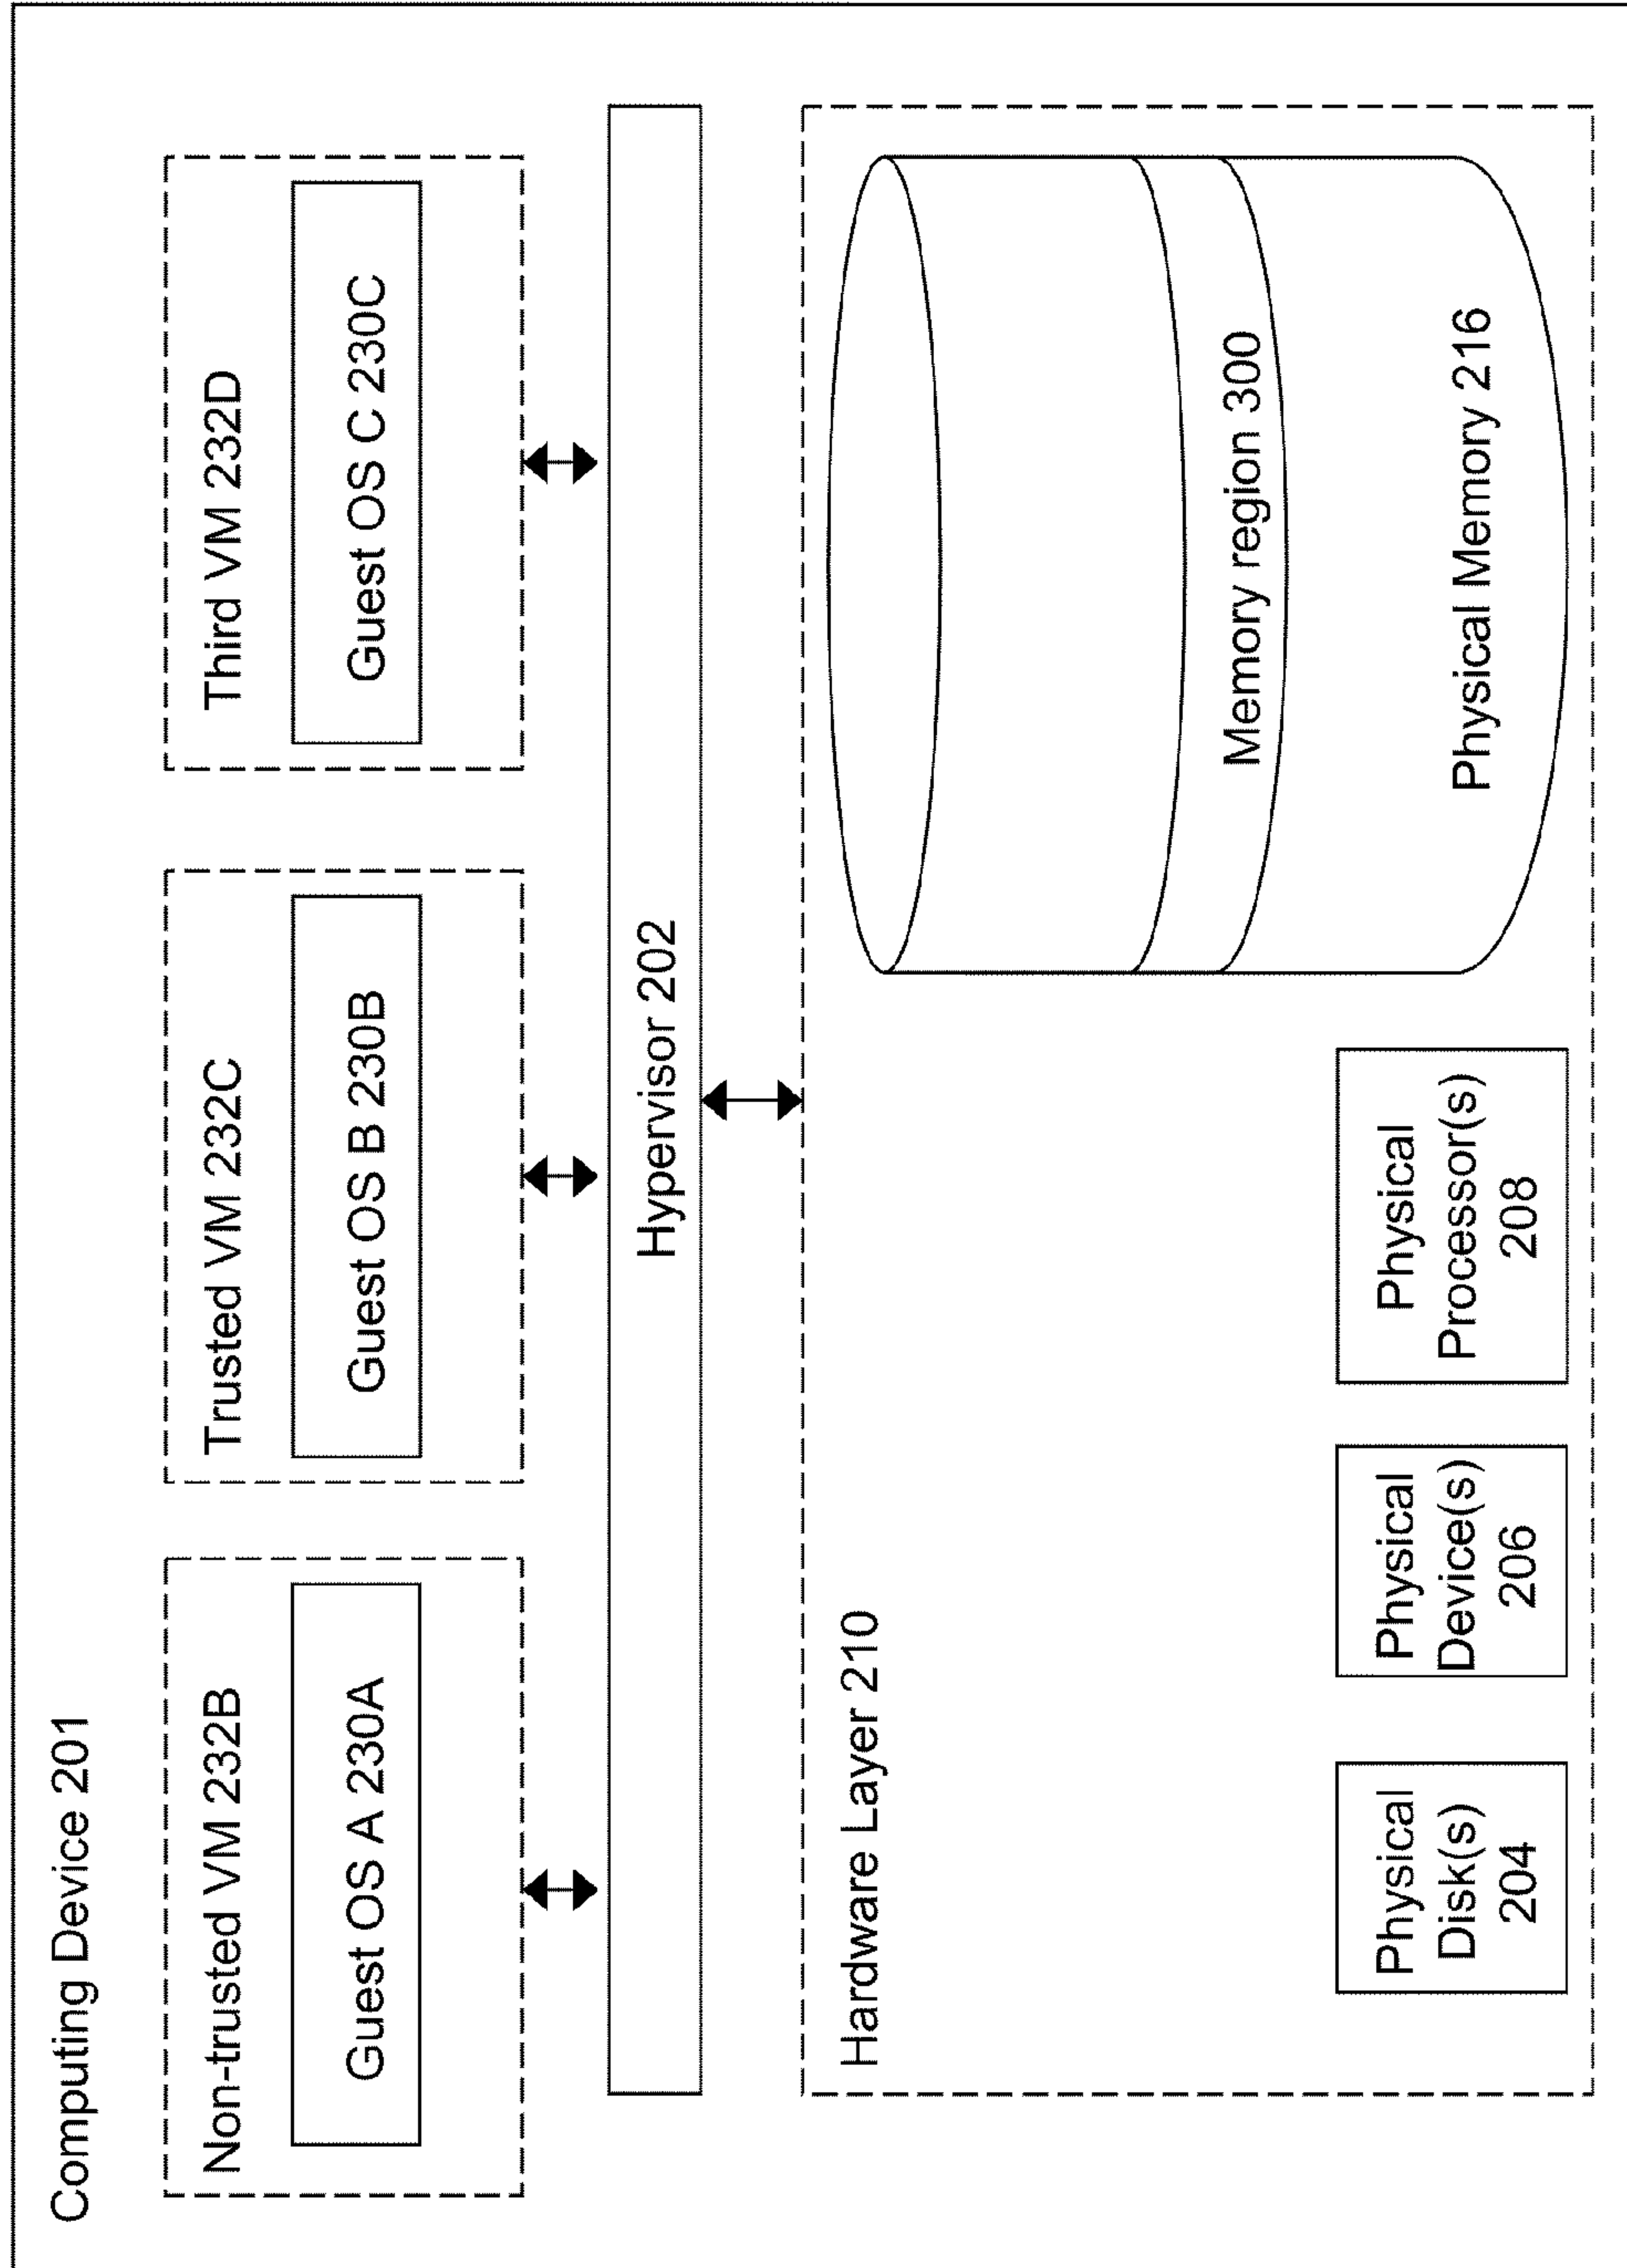 Computing Device 201
Non-trusted VM 232B
Guest OS A 230A
Trusted VM 232C
Guest OS B 230B
Third VM 232D
Guest OS C 230C
Hypervisor 202
Hardware Layer 210
Physical
Disk(s)
204
Physical
Device(s)
206
Physical
Processor(s)
208
Memory region 300
Physical Memory 216